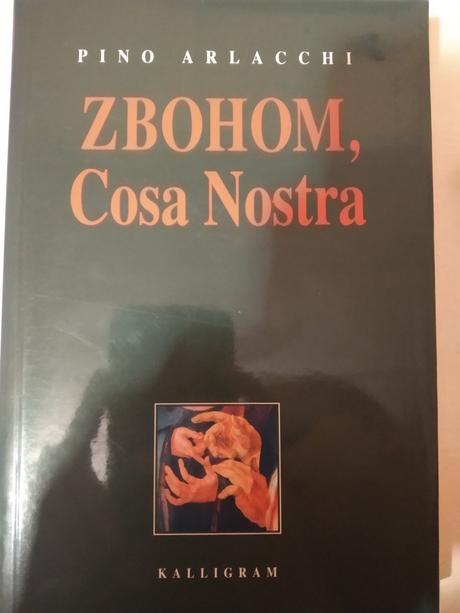 PINO ARLACCHI
ZBOHOM,
Cosa Nostra
KALLIGRAM